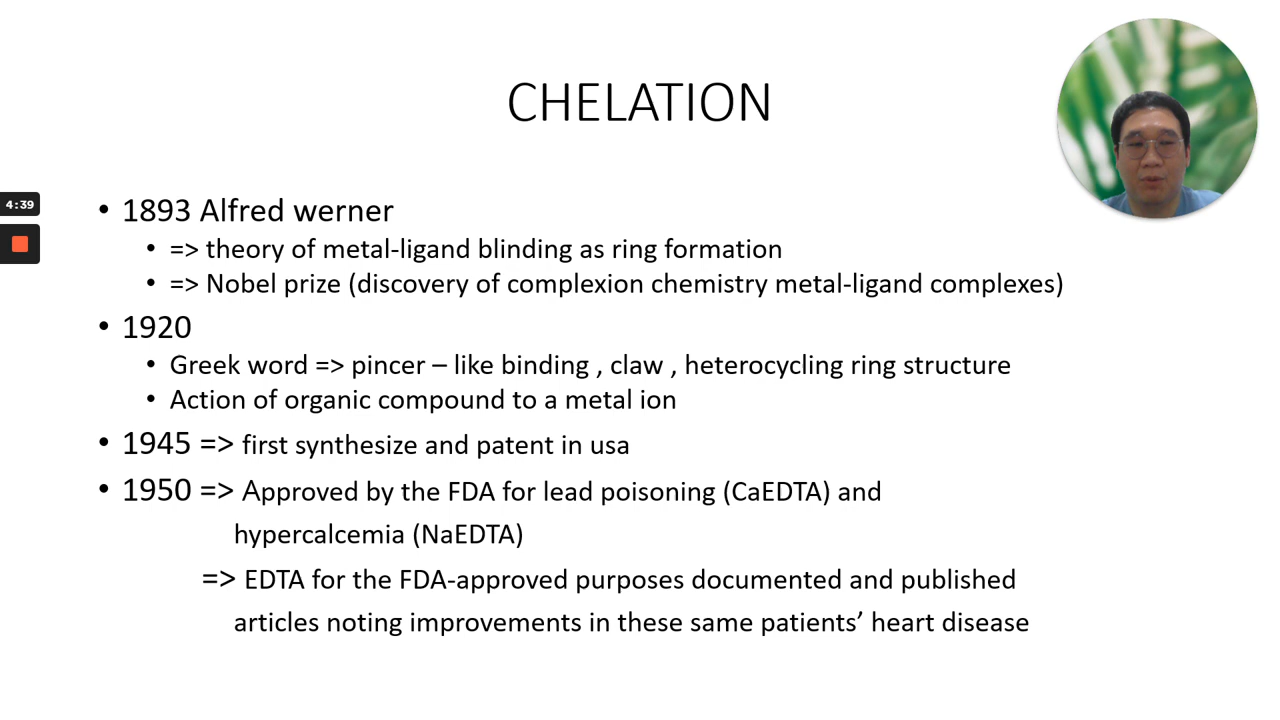 CHELATION
4:39
• 1893 Alfred werner
• => theory of metal-ligand blinding as ring formation
• => Nobel prize (discovery of complexion chemistry metal-ligand complexes)
• 1920
• Greek word => pincer – like binding , claw , heterocycling ring structure
• Action of organic compound to a metal ion
• 1945 => first synthesize and patent in usa
• 1950 => Approved by the FDA for lead poisoning (CaEDTA) and
hypercalcemia (NaEDTA)
=> EDTA for the FDA-approved purposes documented and published
articles noting improvements in these same patients’ heart disease